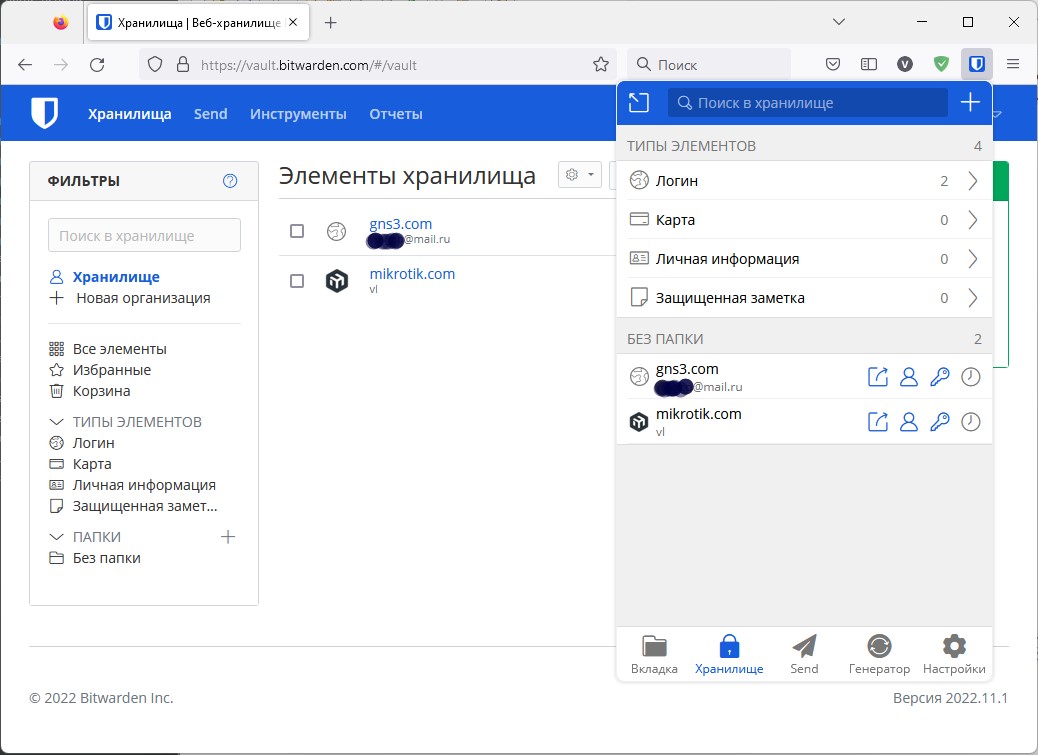 Хранилища | Веб-хранилище
https://vault.bitwarden.com/#/vault
Поиск
V
Хранилища
Send
Инструменты
Отчеты
ФИЛЬТРЫ
Поиск в хранилище
Хранилище
Новая организация
Все элементы
Избранные
Корзина
ТИПЫ ЭЛЕМЕНТОВ
Логин
Карта
Личная информация
Защищенная замет...
ПАПКИ
Без папки
Элементы хранилища
gns3.com
@mail.ru
mikrotik.com
vl
Поиск в хранилище
ТИПЫ ЭЛЕМЕНТОВ 4
Логин 2
Карта 0
Личная информация 0
Защищенная заметка 0
БЕЗ ПАПКИ 2
gns3.com
@mail.ru
mikrotik.com
vl
Вкладка
Хранилище
Send
Генератор
Настройки
© 2022 Bitwarden Inc.
Версия 2022.11.1